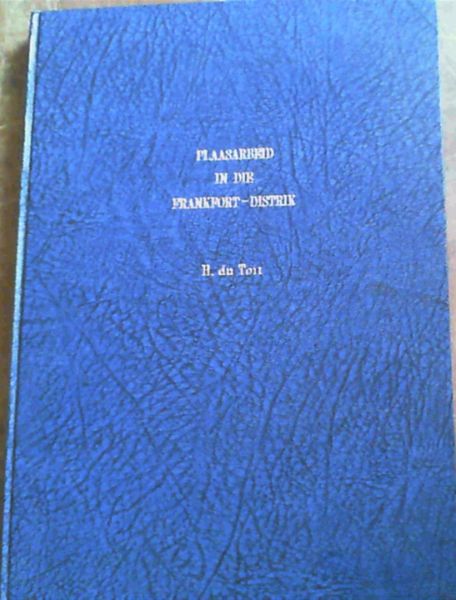 PLAASARBEID
IN DIE
FRANKFORT-DISTRIK
H. du Toit